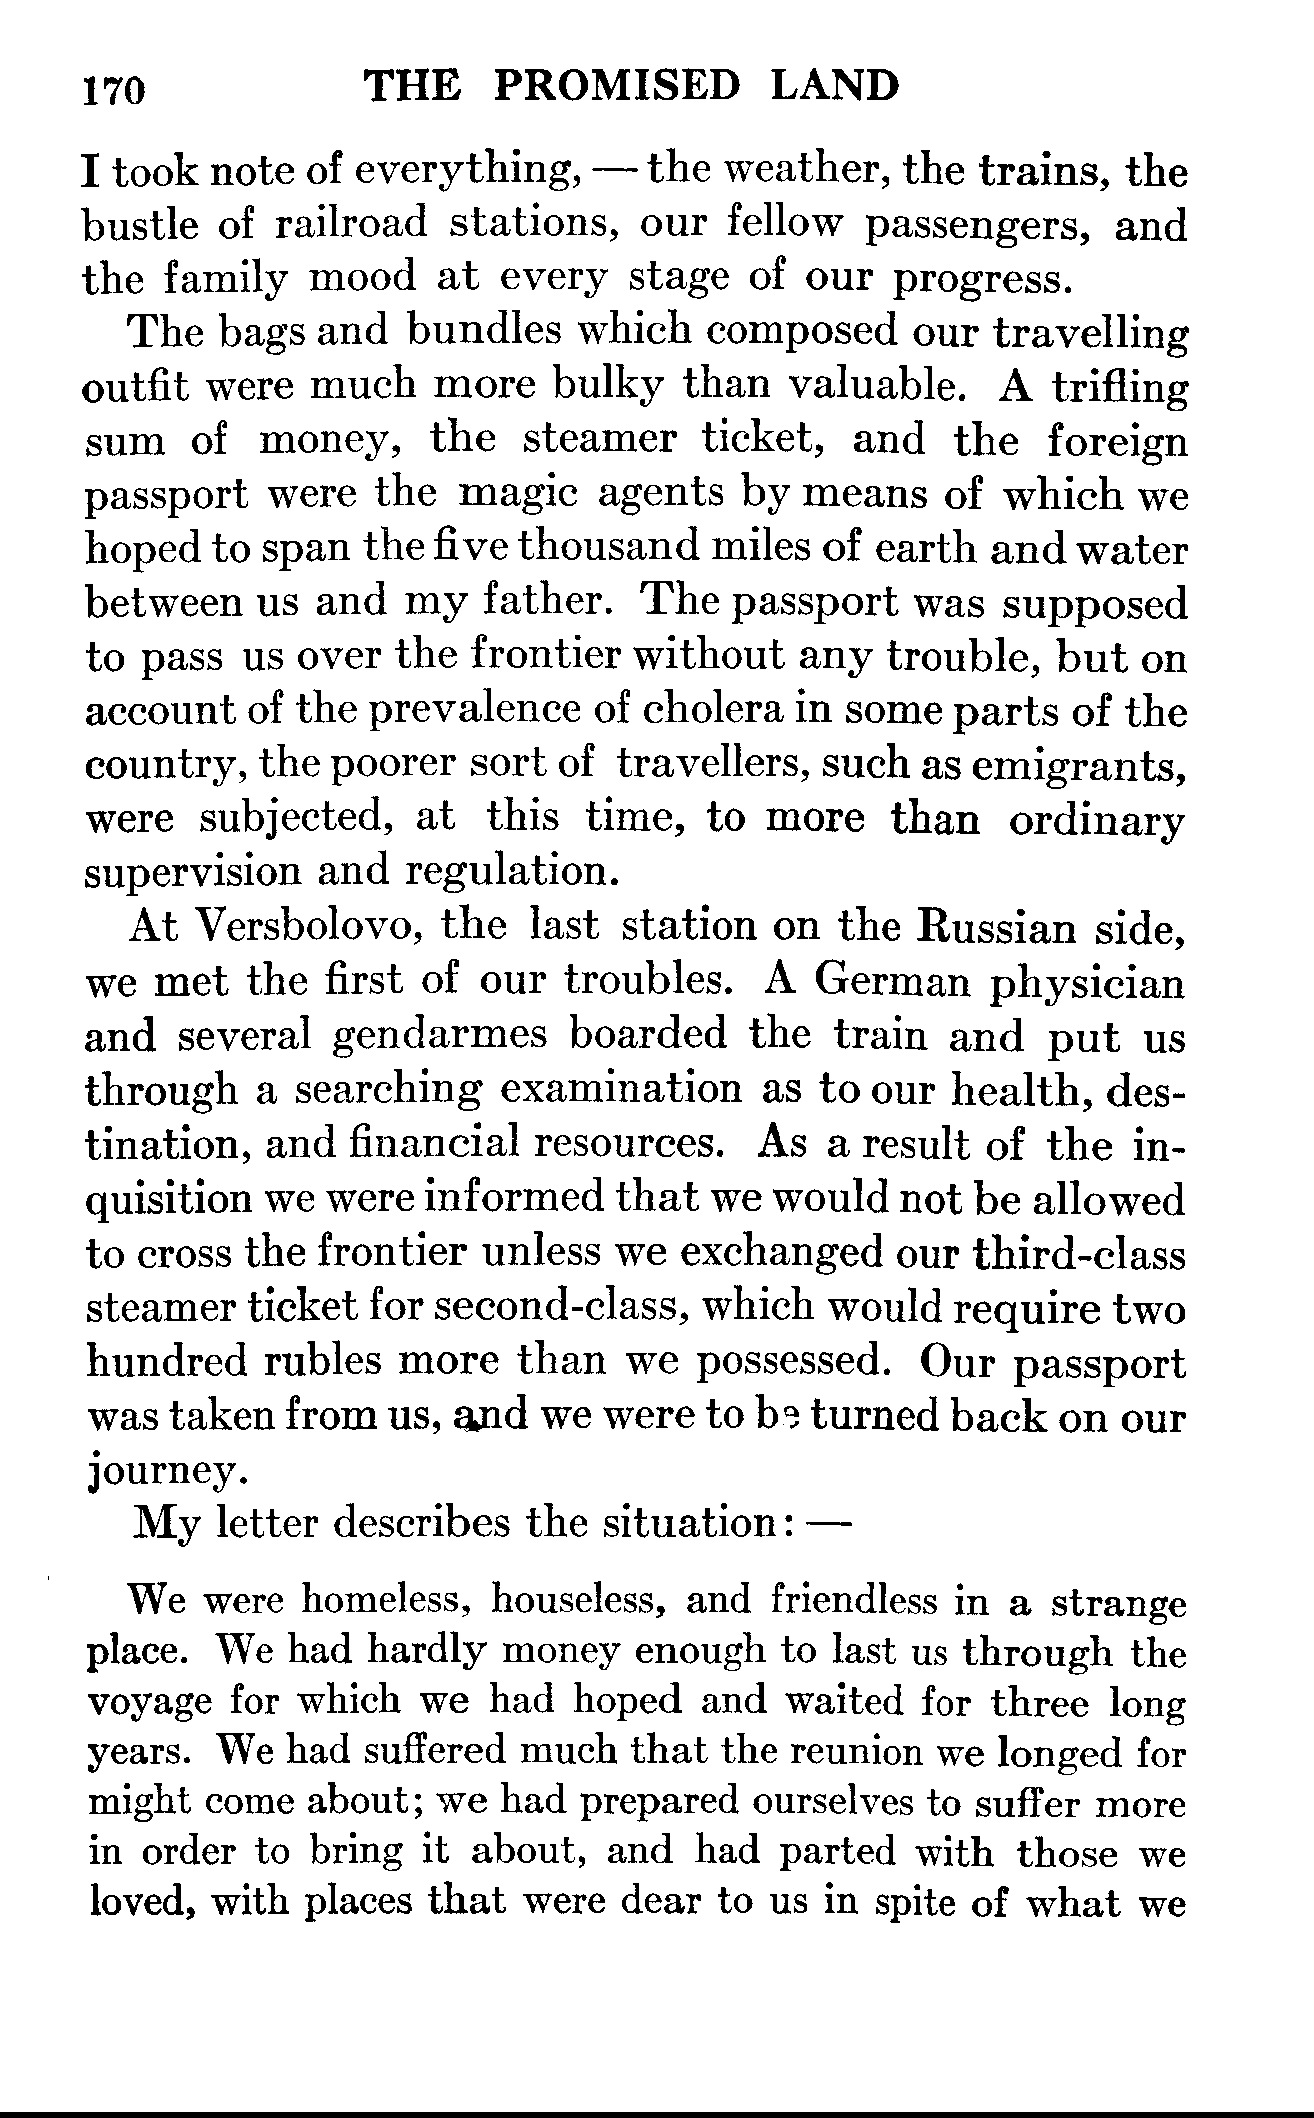 170 THE PROMISED LAND
I took note of everything, — the weather, the trains, the
bustle of railroad stations, our fellow passengers, and
the family mood at every stage of our progress.
The bags and bundles which composed our travelling
outfit were much more bulky than valuable. A trifling
sum of money, the steamer ticket, and the foreign
passport were the magic agents by means of which we
hoped to span the five thousand miles of earth and water
between us and my father. The passport was supposed
to pass us over the frontier without any trouble, but on
account of the prevalence of cholera in some parts of the
country, the poorer sort of travellers, such as emigrants,
were subjected, at this time, to more than ordinary
supervision and regulation.
At Versbolovo, the last station on the Russian side,
we met the first of our troubles. A German physician
and several gendarmes boarded the train and put us
through a searching examination as to our health, des-
tination, and financial resources. As a result of the in-
quisition we were informed that we would not be allowed
to cross the frontier unless we exchanged our third-class
steamer ticket for second-class, which would require two
hundred rubles more than we possessed. Our passport
was taken from us, and we were to be turned back on our
journey.
My letter describes the situation: —
We were homeless, houseless, and friendless in a strange
place. We had hardly money enough to last us through the
voyage for which we had hoped and waited for three long
years. We had suffered much that the reunion we longed for
might come about; we had prepared ourselves to suffer more
in order to bring it about, and had parted with those we
loved, with places that were dear to us in spite of what we